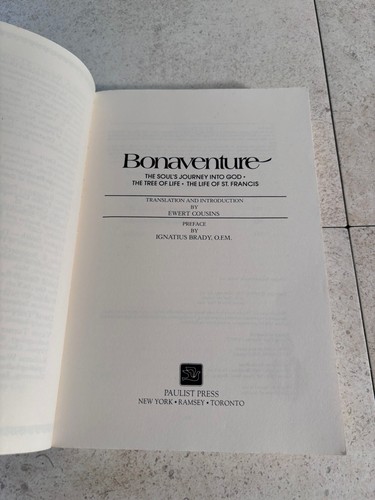 Bonaventure
THE SOUL'S JOURNEY INTO GOD •
THE TREE OF LIFE • THE LIFE OF ST. FRANCIS
TRANSLATION AND INTRODUCTION
BY
EWERT COUSINS
PREFACE
BY
IGNATIUS BRADY, O.F.M.
PAULIST PRESS
NEW YORK • RAMSEY • TORONTO